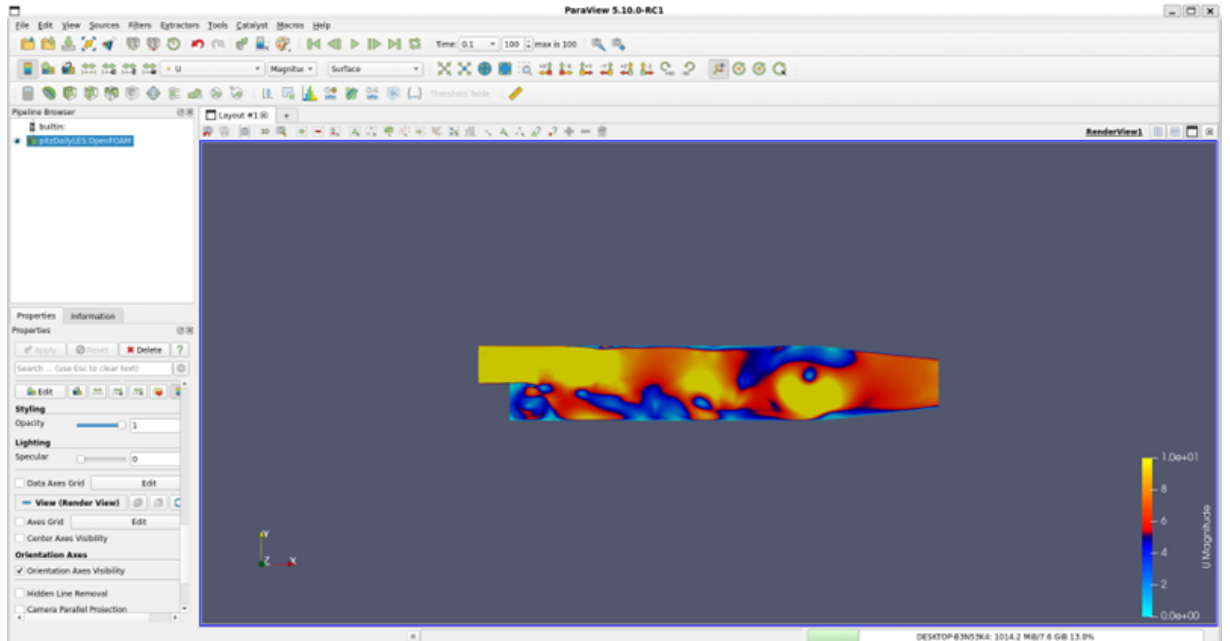 ParaView 5.10.0-RC1
File Edit View Sources Filters Extractors Tools Catalyst Macros Help
Time: 0.1 100 max is 100
U Magnitur Surface
Threshold Table
Pipeline Browser
Layout #1
builtin:
pitzDailyLES.OpenFOAM
3D
RenderView1
Properties Information
Properties
Apply Reset Delete ?
Search ... (use Esc to clear text)
Edit
Styling
Opacity 1
Lighting
Specular 0
Data Axes Grid Edit
View (Render View)
Axes Grid Edit
Center Axes Visibility
Orientation Axes
Orientation Axes Visibility
Hidden Line Removal
Camera Parallel Projection
Y
Z X
1.0e+01
8
6
4
2
0.0e+00
U Magnitude
DESKTOP-B3N53K4: 1014.2 MiB/7.6 GiB 13.0%